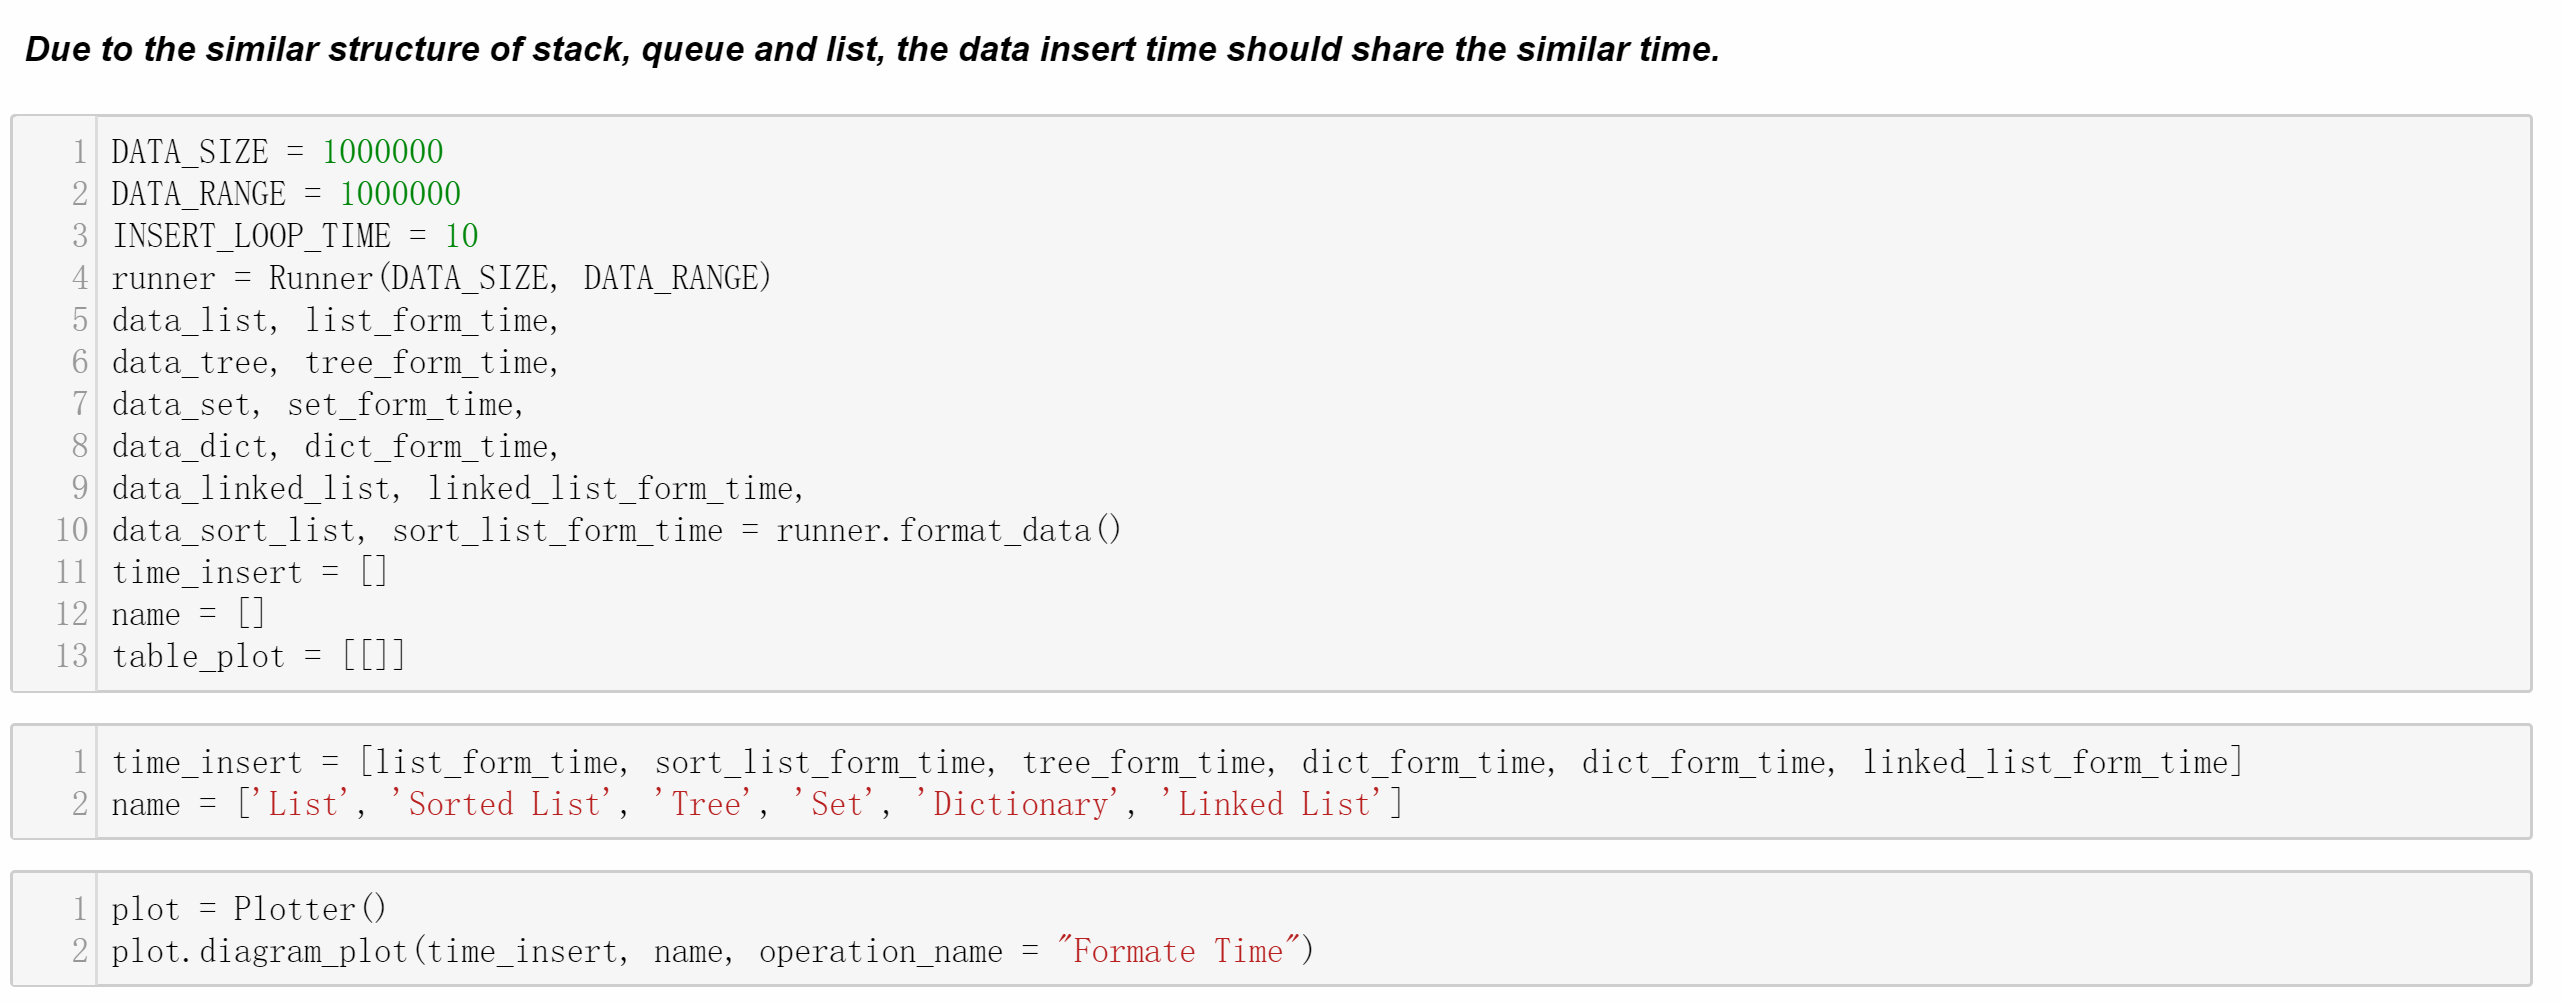 Due to the similar structure of stack, queue and list, the data insert time should share the similar time.
1 DATA_SIZE = 1000000
2 DATA_RANGE = 1000000
3 INSERT_LOOP_TIME = 10
4 runner = Runner(DATA_SIZE, DATA_RANGE)
5 data_list, list_form_time,
6 data_tree, tree_form_time,
7 data_set, set_form_time,
8 data_dict, dict_form_time,
9 data_linked_list, linked_list_form_time,
10 data_sort_list, sort_list_form_time = runner.format_data()
11 time_insert = []
12 name = []
13 table_plot = [[]]
1 time_insert = [list_form_time, sort_list_form_time, tree_form_time, dict_form_time, dict_form_time, linked_list_form_time]
2 name = ['List', 'Sorted List', 'Tree', 'Set', 'Dictionary', 'Linked List']
1 plot = Plotter()
2 plot.diagram_plot(time_insert, name, operation_name = "Formate Time")